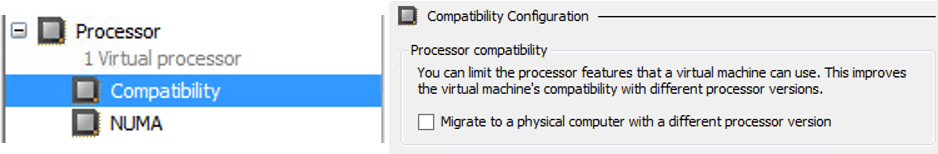 Processor
1 Virtual processor
Compatibility
NUMA
Compatibility Configuration
Processor compatibility
You can limit the processor features that a virtual machine can use. This improves
the virtual machine's compatibility with different processor versions.
Migrate to a physical computer with a different processor version